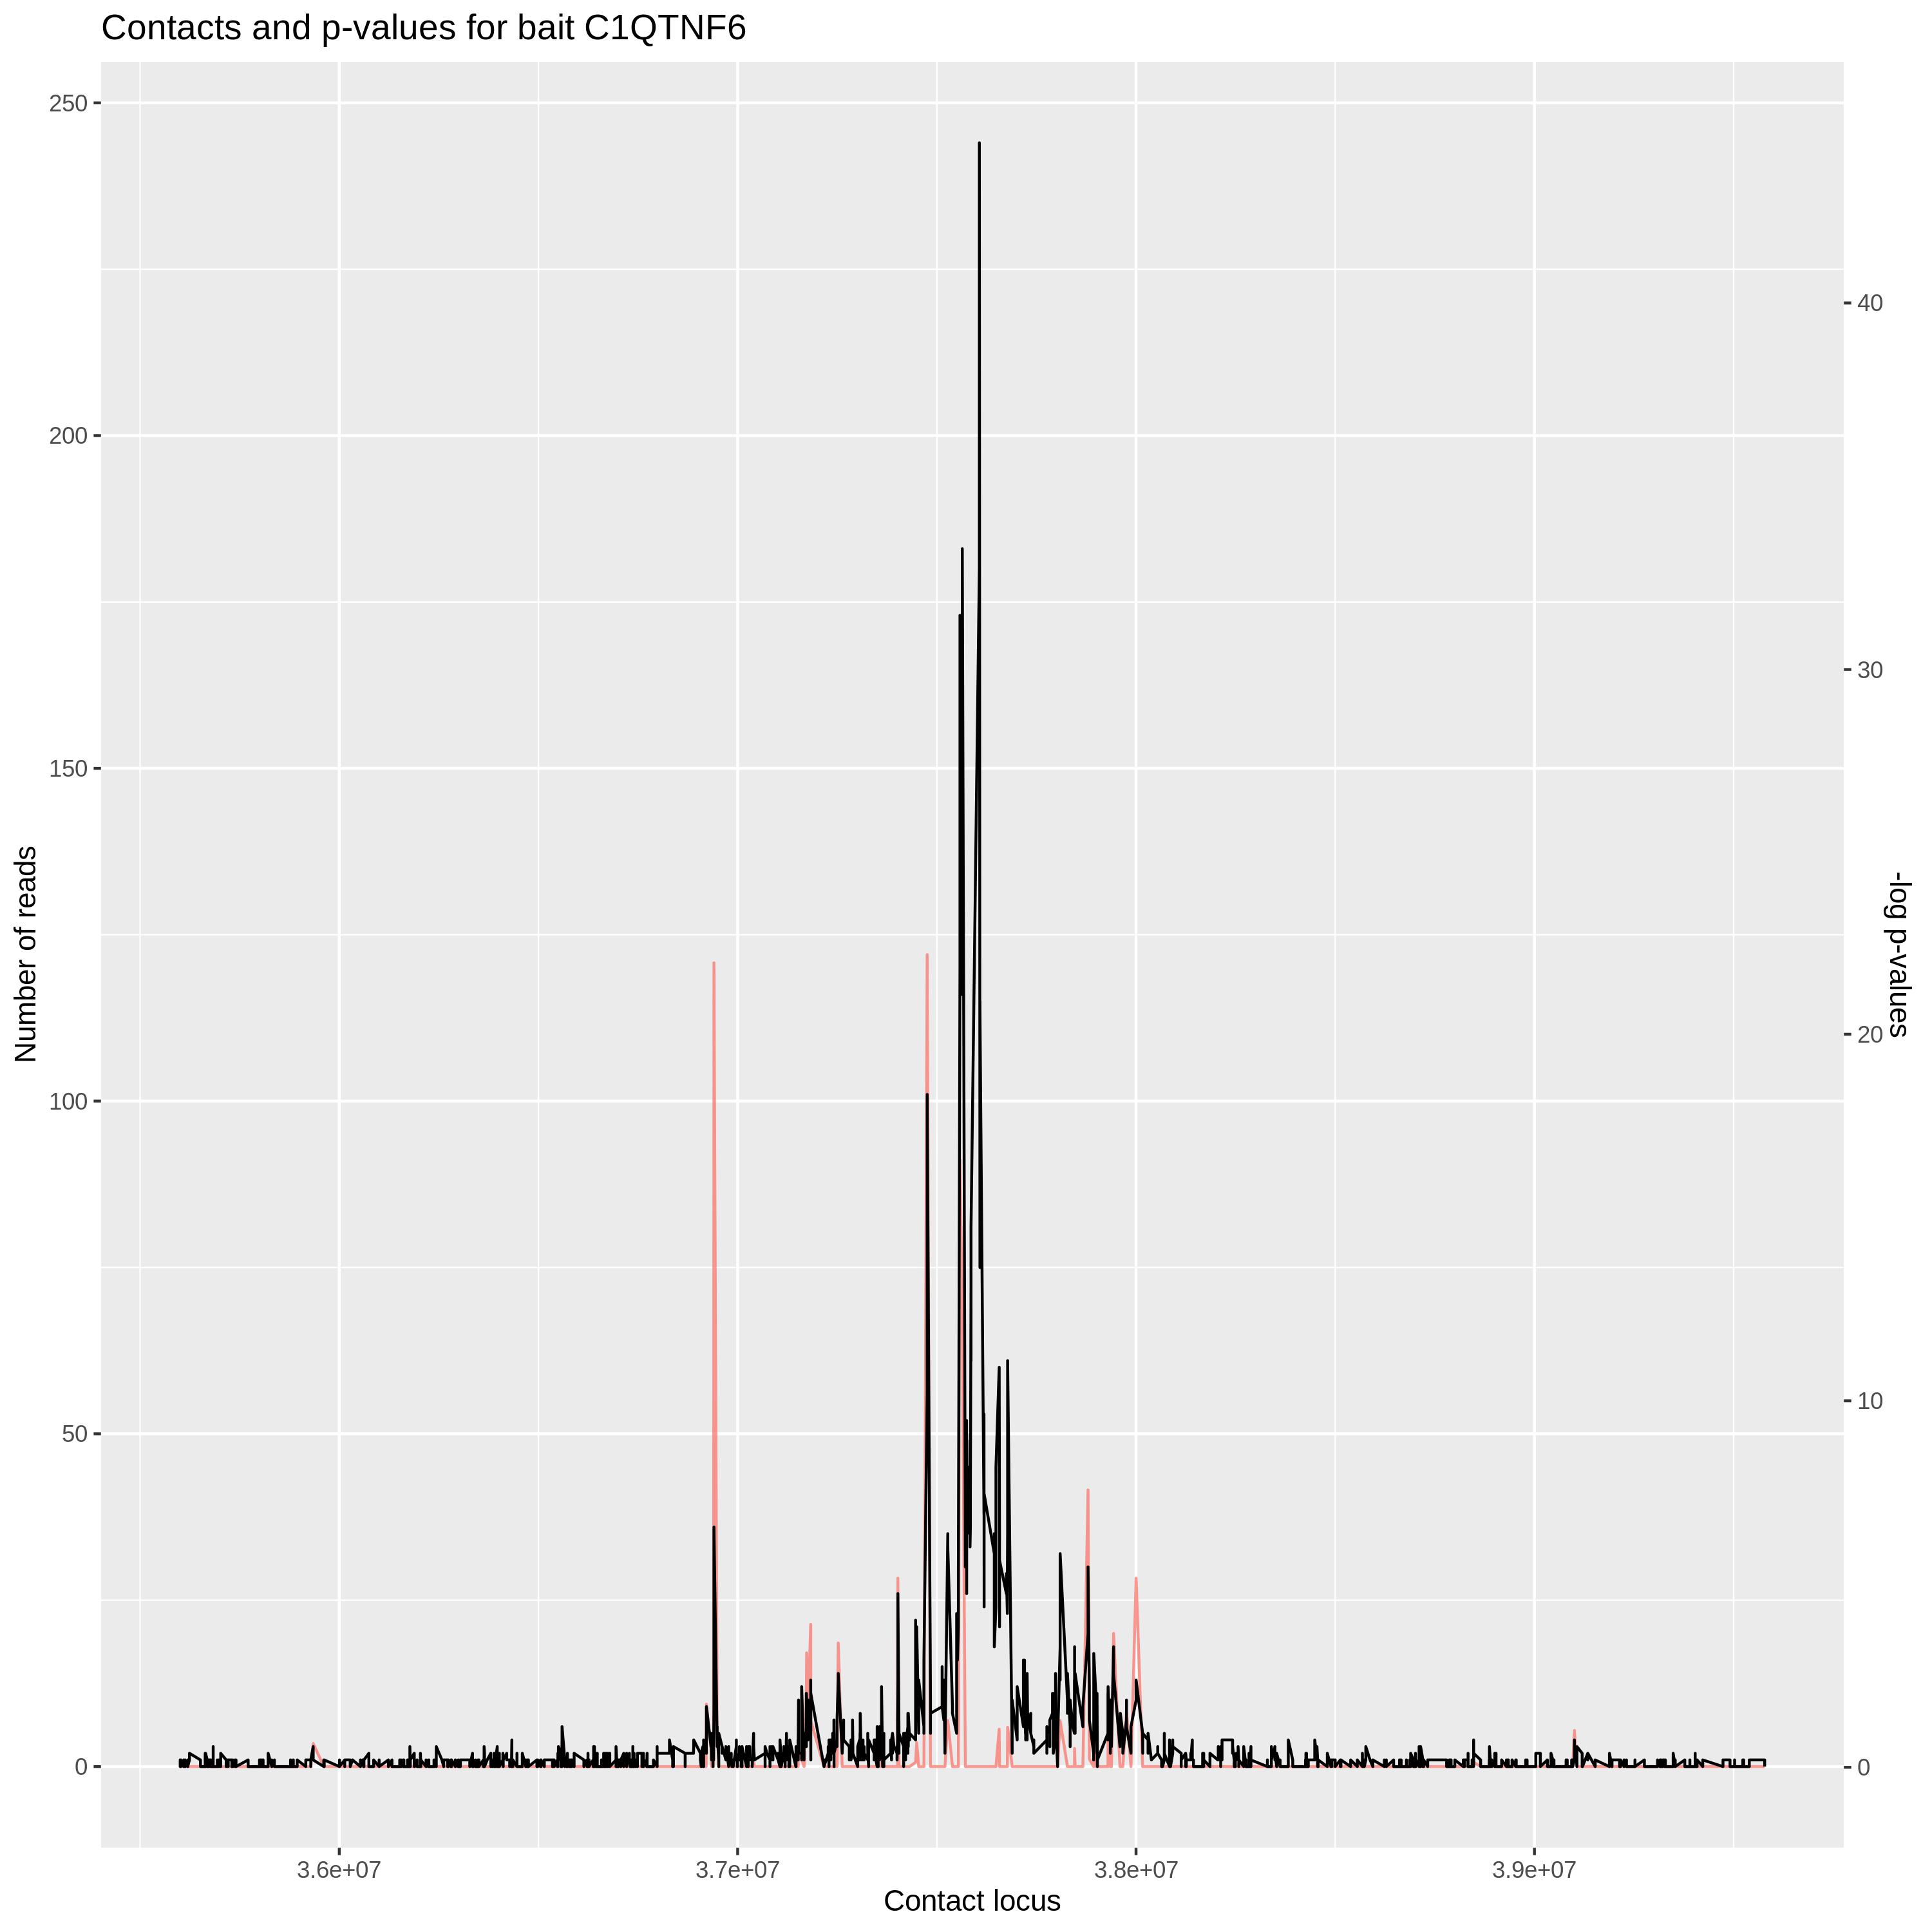 Contacts and p-values for bait C1QTNF6
250
200
150
100
50
0
Number of reads
40
30
20
10
0
-log p-values
3.6e+07 3.7e+07 3.8e+07 3.9e+07
Contact locus